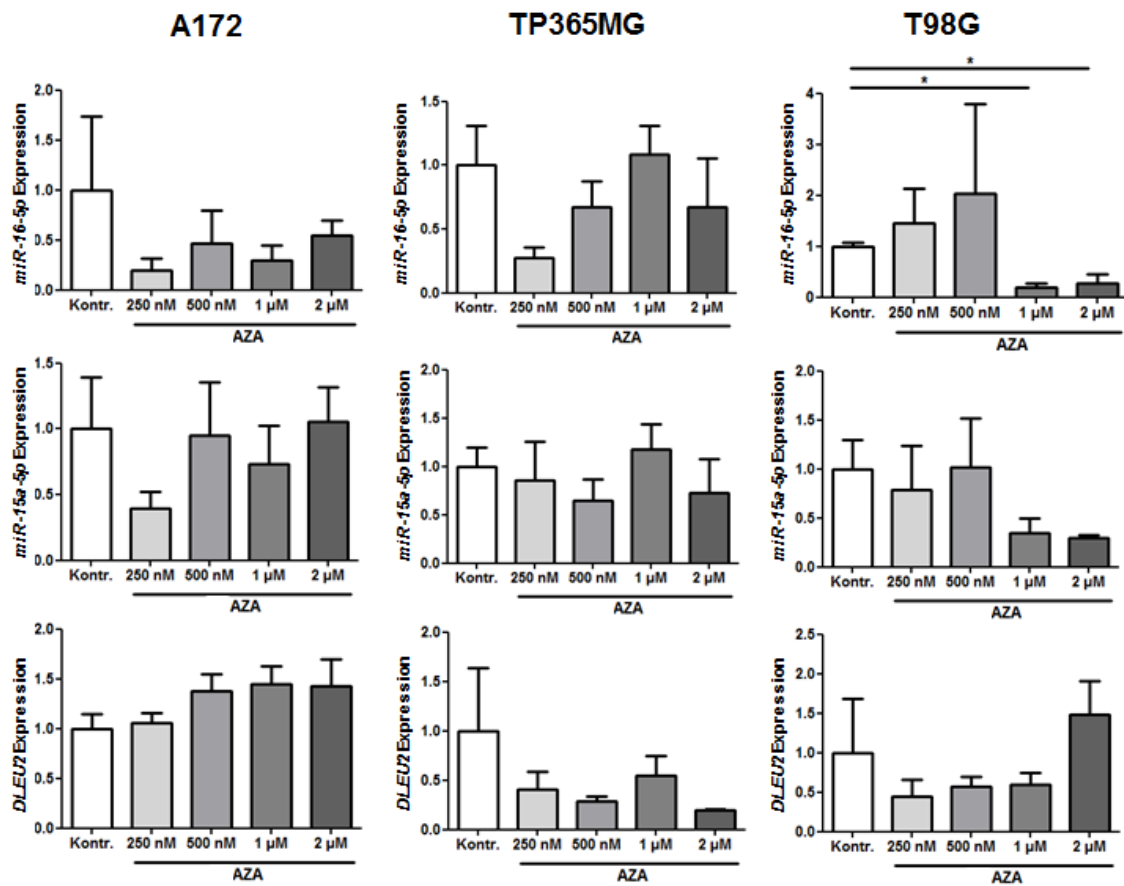 A172 TP365MG T98G
miR-16-5p Expression
2.0
1.5
1.0
0.5
0.0
Kontr. 250 nM 500 nM 1 µM 2 µM
AZA
miR-16-5p Expression
1.5
1.0
0.5
0.0
Kontr. 250 nM 500 nM 1 µM 2 µM
AZA
miR-16-5p Expression
*
*
4
3
2
1
0
Kontr. 250 nM 500 nM 1 µM 2 µM
AZA
miR-15a-5p Expression
1.5
1.0
0.5
0.0
Kontr. 250 nM 500 nM 1 µM 2 µM
AZA
miR-15a-5p Expression
2.0
1.5
1.0
0.5
0.0
Kontr. 250 nM 500 nM 1 µM 2 µM
AZA
miR-15a-5p Expression
2.0
1.5
1.0
0.5
0.0
Kontr. 250 nM 500 nM 1 µM 2 µM
AZA
DLEU2 Expression
2.0
1.5
1.0
0.5
0.0
Kontr. 250 nM 500 nM 1 µM 2 µM
AZA
DLEU2 Expression
2.0
1.5
1.0
0.5
0.0
Kontr. 250 nM 500 nM 1 µM 2 µM
AZA
DLEU2 Expression
2.5
2.0
1.5
1.0
0.5
0.0
Kontr. 250 nM 500 nM 1 µM 2 µM
AZA